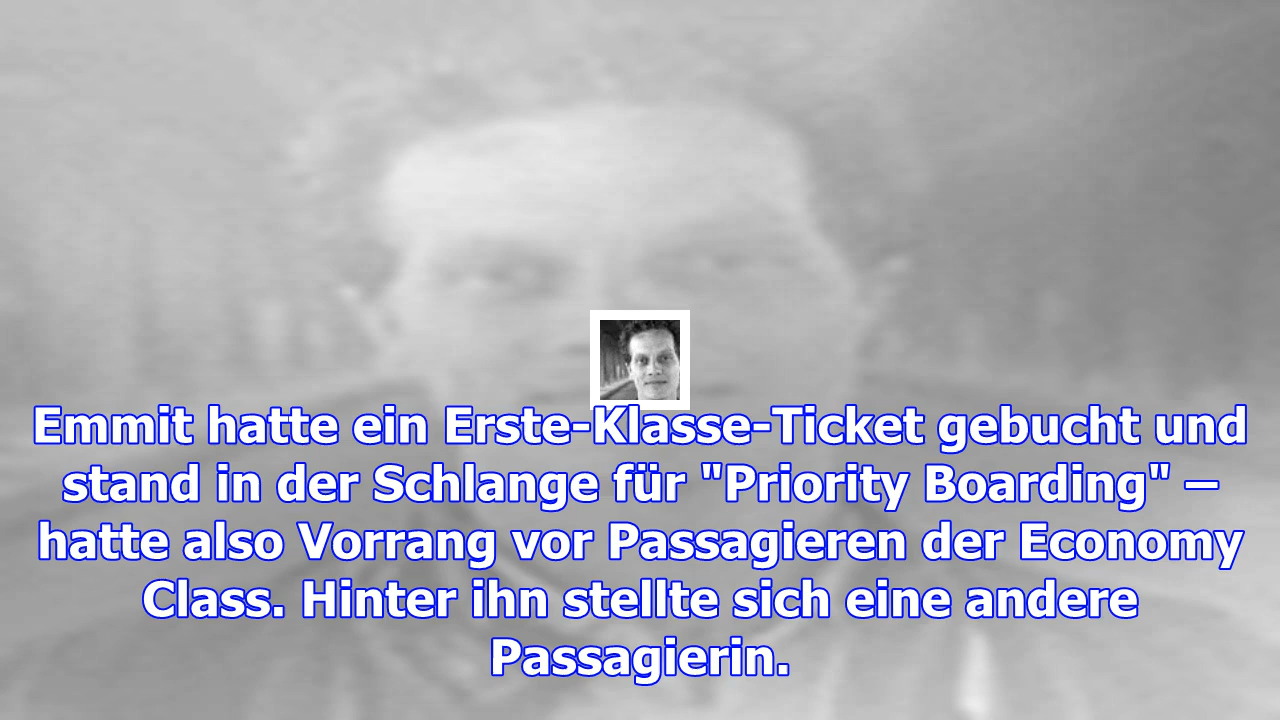 Emmit hatte ein Erste-Klasse-Ticket gebucht und
stand in der Schlange für "Priority Boarding" –
hatte also Vorrang vor Passagieren der Economy
Class. Hinter ihn stellte sich eine andere
Passagierin.